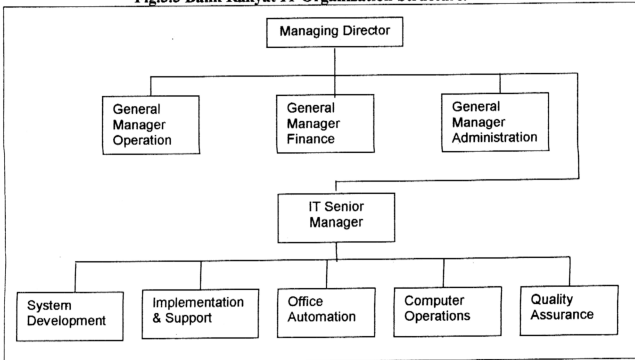 Managing Director
General
Manager
Operation
General
Manager
Finance
General
Manager
Administration
IT Senior
Manager
System
Development
Implementation
& Support
Office
Automation
Computer
Operations
Quality
Assurance